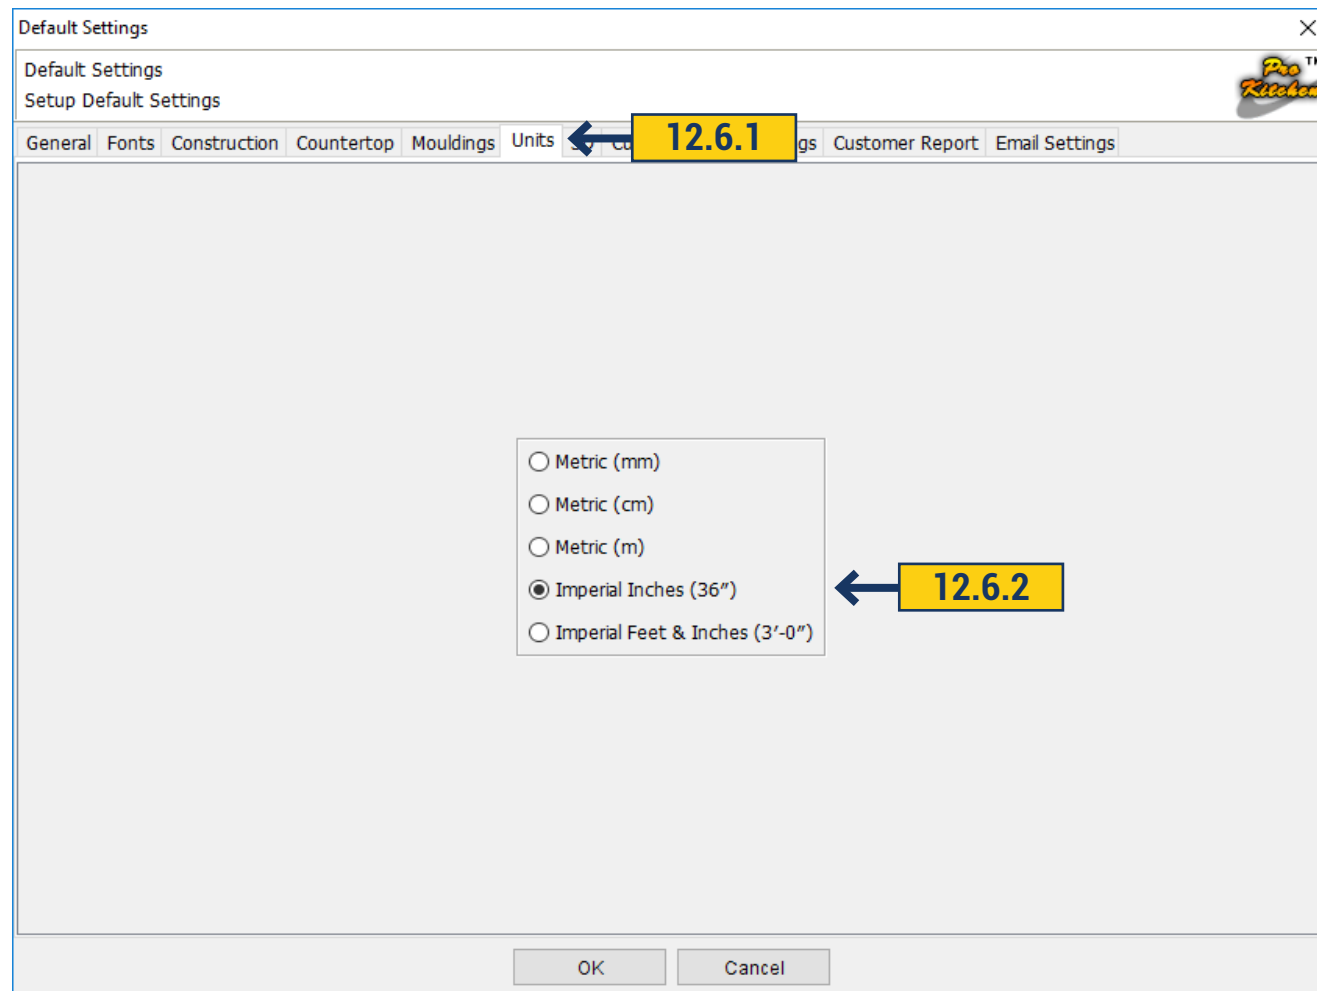 Default Settings
Default Settings
Setup Default Settings
Pro
Kitchen
General Fonts Construction Countertop Mouldings Units 12.6.1 Customer Report Email Settings
Metric (mm)
Metric (cm)
Metric (m)
Imperial Inches (36″)
12.6.2
Imperial Feet & Inches (3′-0″)
OK Cancel